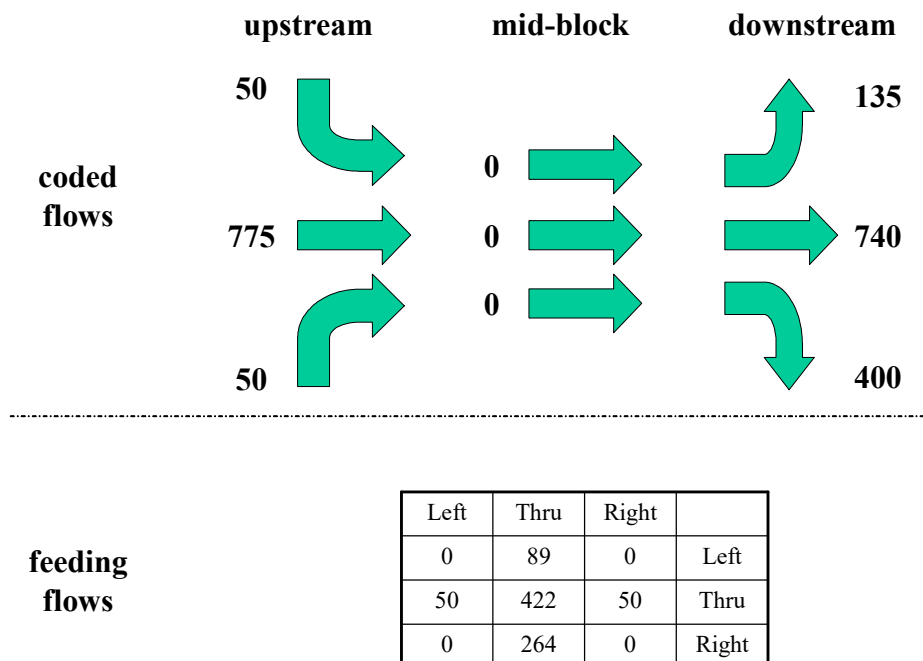 upstream mid-block downstream
50 135
0
coded
flows
775 0 740
0
50 400
Left Thru Right
0 89 0 Left
feeding
flows
50 422 50 Thru
0 264 0 Right